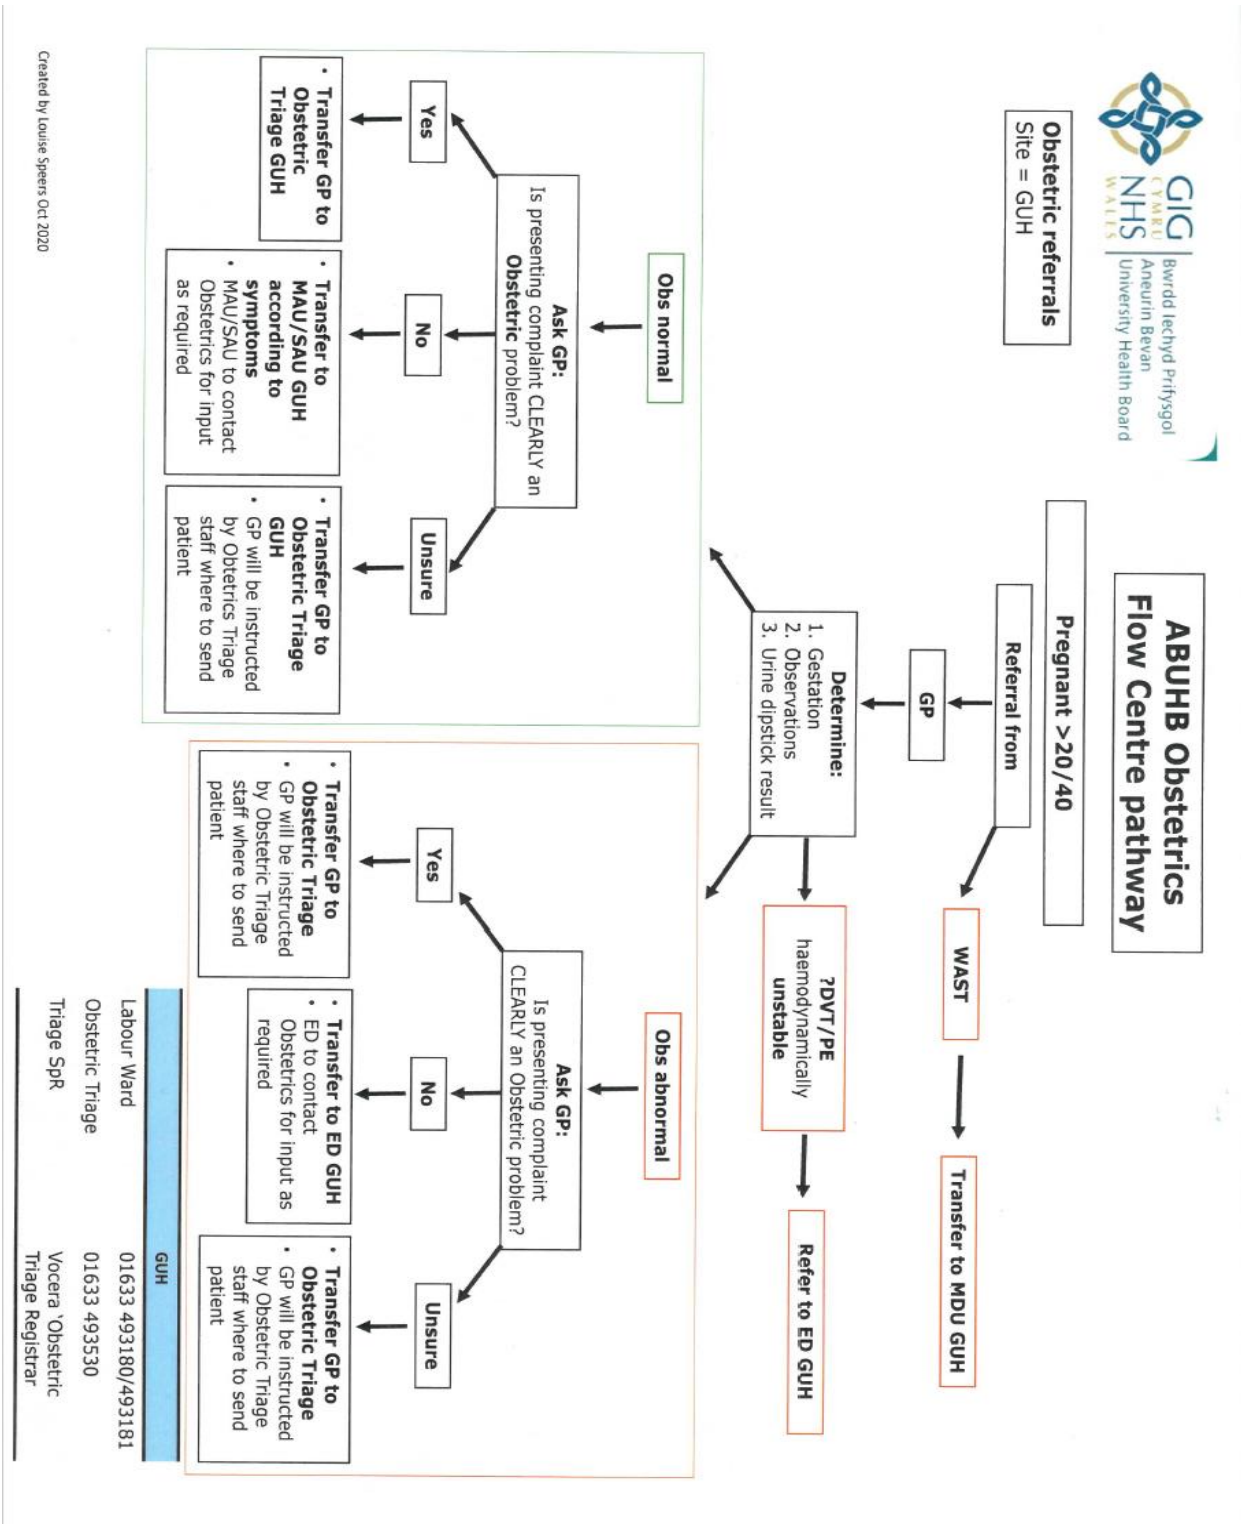 GIG
CYMRU
NHS
WALES
Bwrdd Iechyd Prifysgol
Aneurin Bevan
University Health Board
ABUHB Obstetrics
Flow Centre pathway
Obstetric referrals
Site = GUH
Pregnant >20/40
Referral from
GP
WAST
Transfer to MDU GUH
Determine:
1. Gestation
2. Observations
3. Urine dipstick result
?DVT/PE
haemodynamically
unstable
Refer to ED GUH
Obs normal
Ask GP:
Is presenting complaint CLEARLY an
Obstetric problem?
Yes
No
Unsure
• Transfer GP to
Obstetric
Triage GUH
• Transfer to
MAU/SAU GUH
according to
symptoms
• MAU/SAU to contact
Obstetrics for input
as required
• Transfer GP to
Obstetric Triage
GUH
• GP will be instructed
by Obtetrics Triage
staff where to send
patient
Obs abnormal
Ask GP:
Is presenting complaint
CLEARLY an Obstetric problem?
Yes
No
Unsure
• Transfer GP to
Obstetric Triage
• GP will be instructed
by Obstetric Triage
staff where to send
patient
• Transfer to ED GUH
• ED to contact
Obstetrics for input as
required
• Transfer GP to
Obstetric Triage
• GP will be instructed
by Obstetric Triage
staff where to send
patient
GUH
Labour Ward 01633 493180/493181
Obstetric Triage 01633 493530
Triage SpR Vocera 'Obstetric
Triage Registrar
Created by Louise Speers Oct 2020